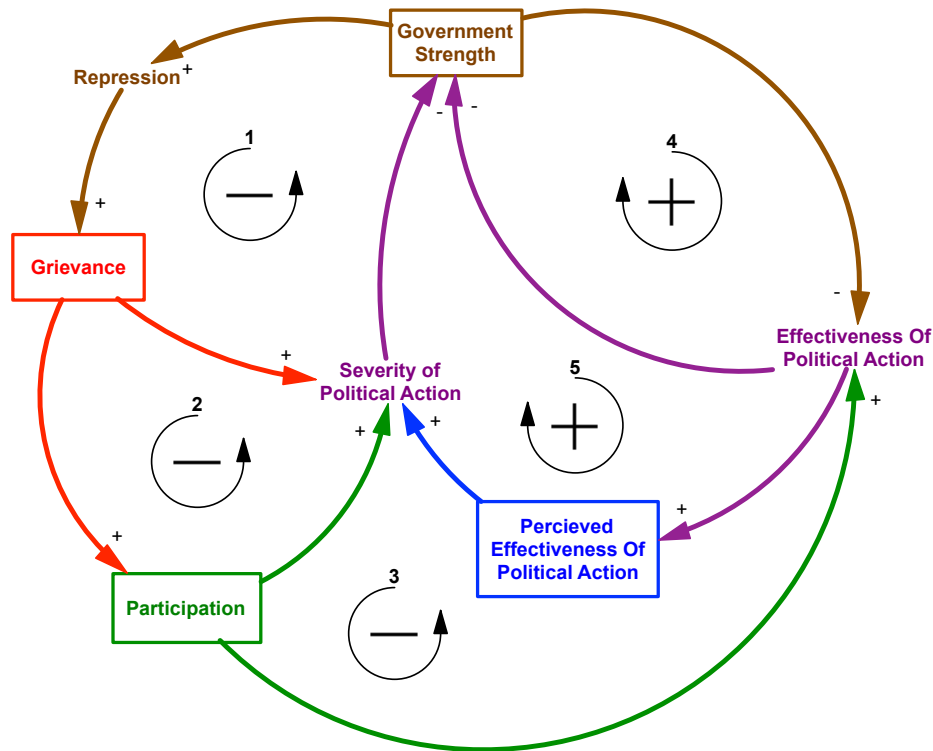 Government
Strength
Repression
+
-
-
1
4
+
Grievance
-
+
Severity of
Political Action
Effectiveness Of
Political Action
5
2
+
+
+
+
+
Percieved
Effectiveness Of
Political Action
3
Participation